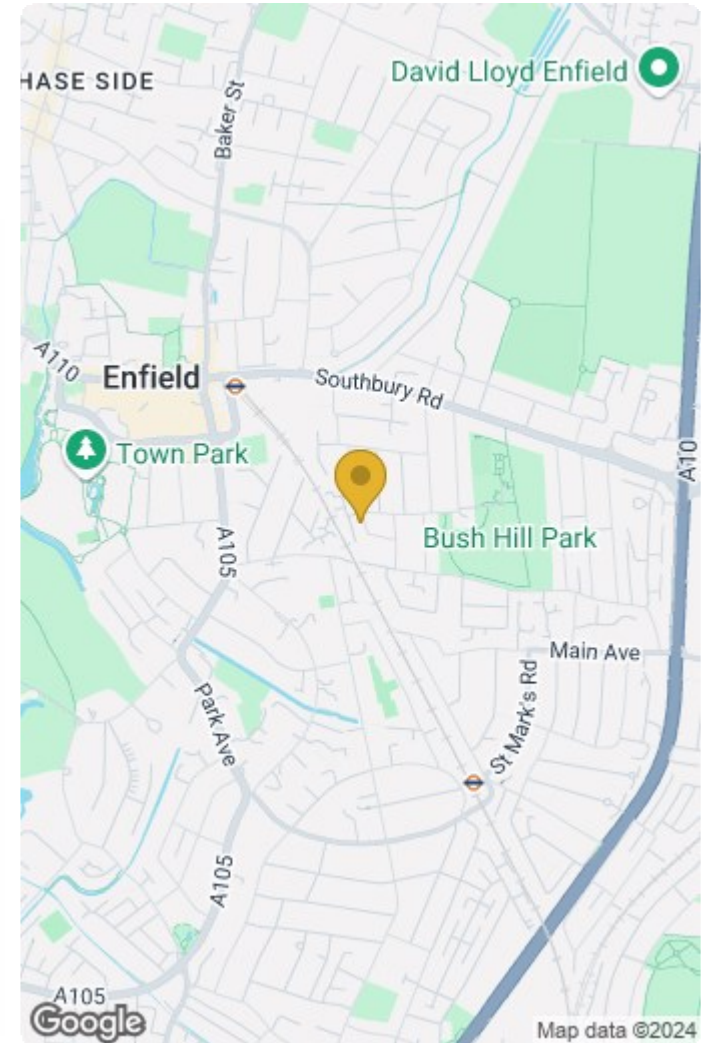 HASE SIDE
David Lloyd Enfield
Baker St
A110
Enfield
Southbury Rd
Town Park
A10
A105
Bush Hill Park
Main Ave
St Mark's Rd
Park Ave
A105
A105
Google
Map data ©2024